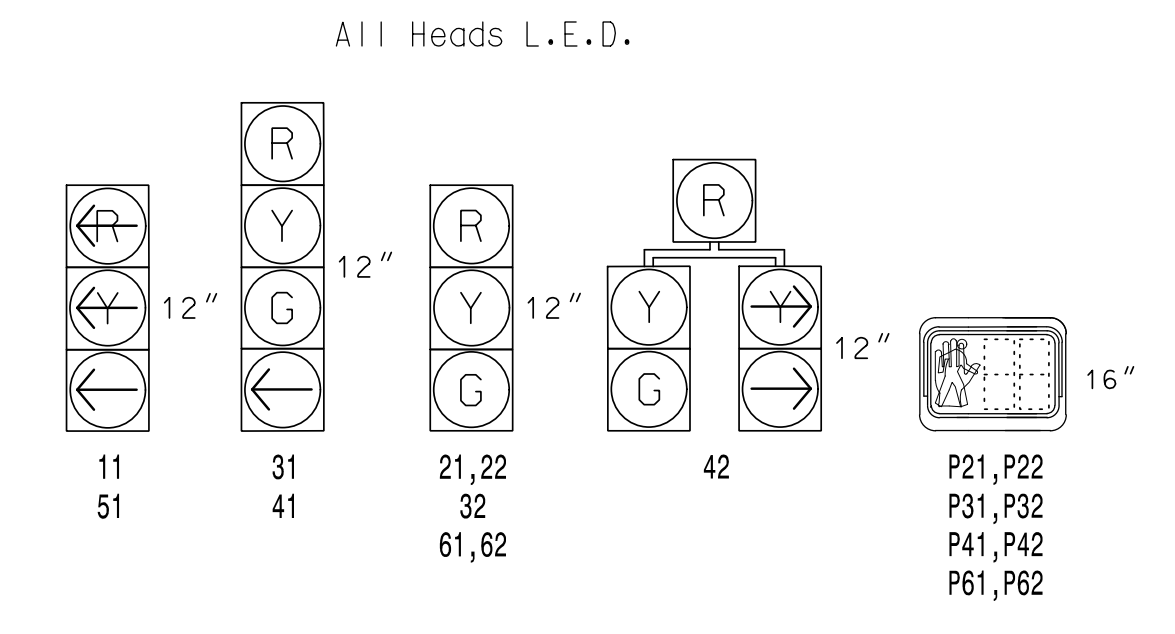 All Heads L.E.D.
R
Y
12"
11
51
R
Y
G
12"
31
41
R
Y
G
12"
21,22
32
61,62
R
Y
G
Y
12"
42
16"
P21,P22
P31,P32
P41,P42
P61,P62